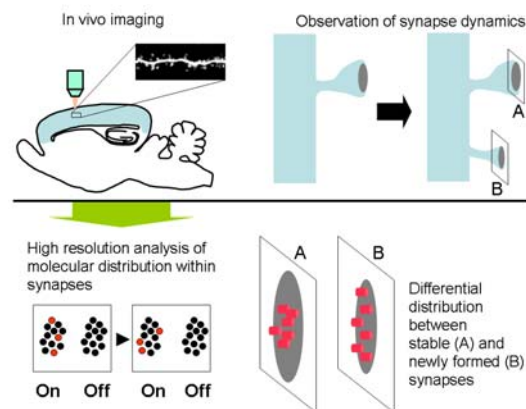 In vivo imaging
Observation of synapse dynamics
A
B
High resolution analysis of
molecular distribution within
synapses
On Off On Off
A
B
Differential
distribution
between
stable (A) and
newly formed (B)
synapses